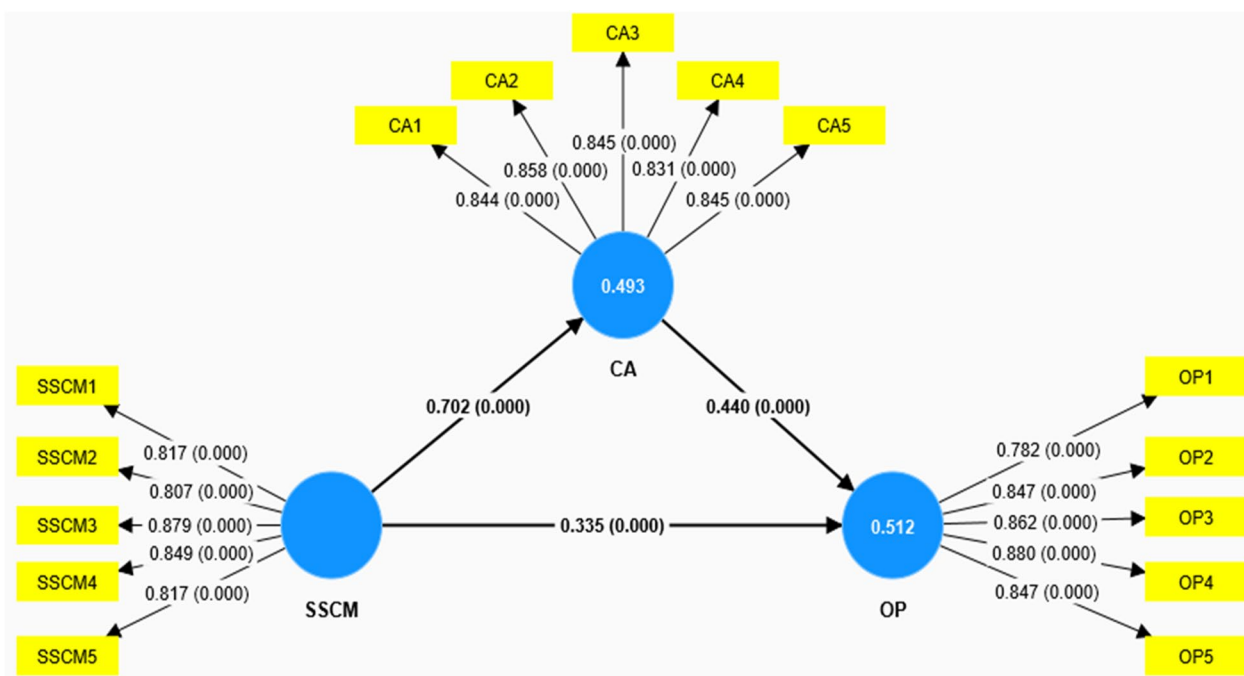 CA3
CA2
CA4
CA1
CA5
0.845 (0.000)
0.858 (0.000)
0.831 (0.000)
0.844 (0.000)
0.845 (0.000)
0.493
CA
SSCM1
OP1
0.702 (0.000)
0.440 (0.000)
0.817 (0.000)
0.782 (0.000)
SSCM2
OP2
0.807 (0.000)
0.847 (0.000)
SSCM3
0.879 (0.000)
0.335 (0.000)
0.512
0.862 (0.000)
OP3
0.849 (0.000)
0.880 (0.000)
SSCM4
OP4
0.817 (0.000)
0.847 (0.000)
SSCM
OP
SSCM5
OP5